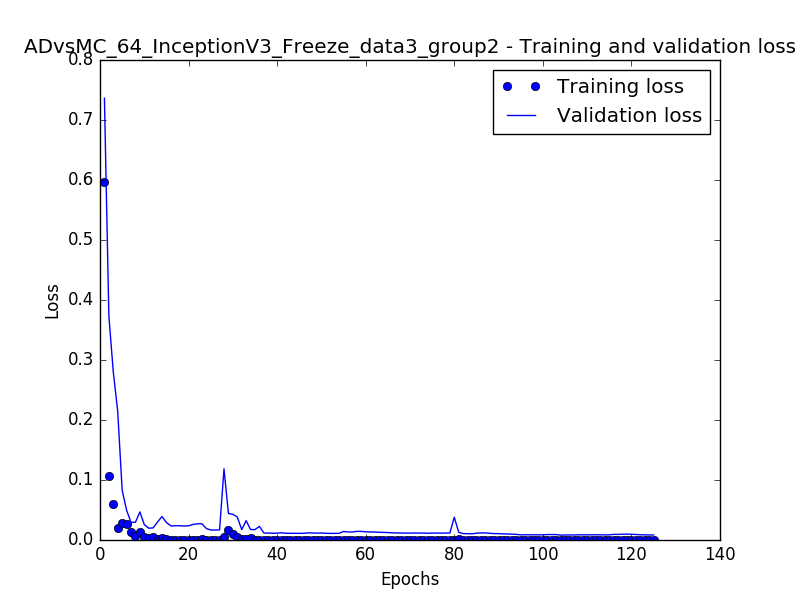 ADvsMC_64_InceptionV3_Freeze_data3_group2 - Training and validation loss
0.8
0.7
0.6
0.5
0.4
0.3
0.2
0.1
0.0
Loss
Training loss
Validation loss
0 20 40 60 80 100 120 140
Epochs